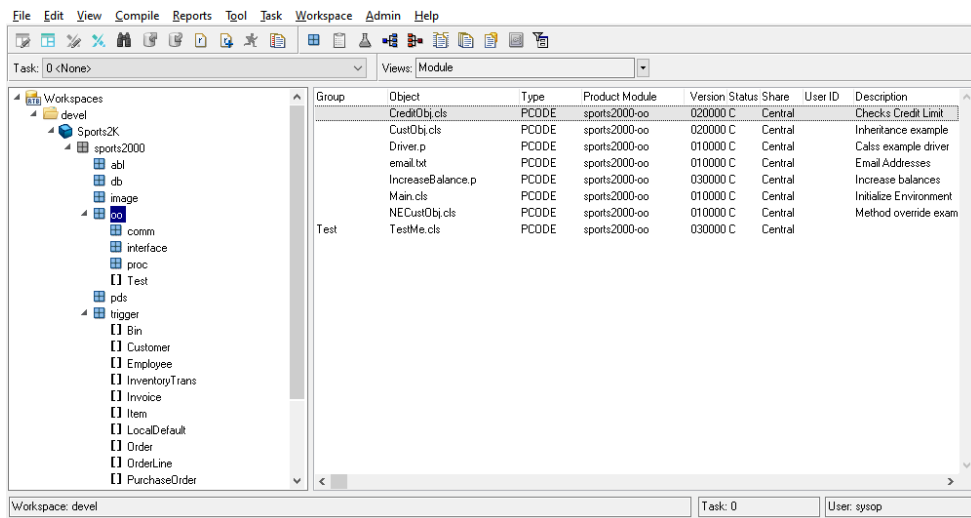 File Edit View Compile Reports Tool Task Workspace Admin Help
Task: 0 <None> Views: Module
Workspaces
devel
Sports2K
sports2000
abl
db
image
oo
comm
interface
proc
[] Test
pds
trigger
[] Bin
[] Customer
[] Employee
[] InventoryTrans
[] Invoice
[] Item
[] LocalDefault
[] Order
[] OrderLine
[] PurchaseOrder
Group Object Type Product Module Version Status Share User ID Description
CreditObj.cls PCODE sports2000-oo 020000 C Central Checks Credit Limit
CustObj.cls PCODE sports2000-oo 020000 C Central Inheritance example
Driver.p PCODE sports2000-oo 010000 C Central Calss example driver
email.txt PCODE sports2000-oo 010000 C Central Email Addresses
IncreaseBalance.p PCODE sports2000-oo 030000 C Central Increase balances
Main.cls PCODE sports2000-oo 010000 C Central Initialize Environment
NECustObj.cls PCODE sports2000-oo 010000 C Central Method override exam
Test TestMe.cls PCODE sports2000-oo 030000 C Central
Workspace: devel Task: 0 User: sysop